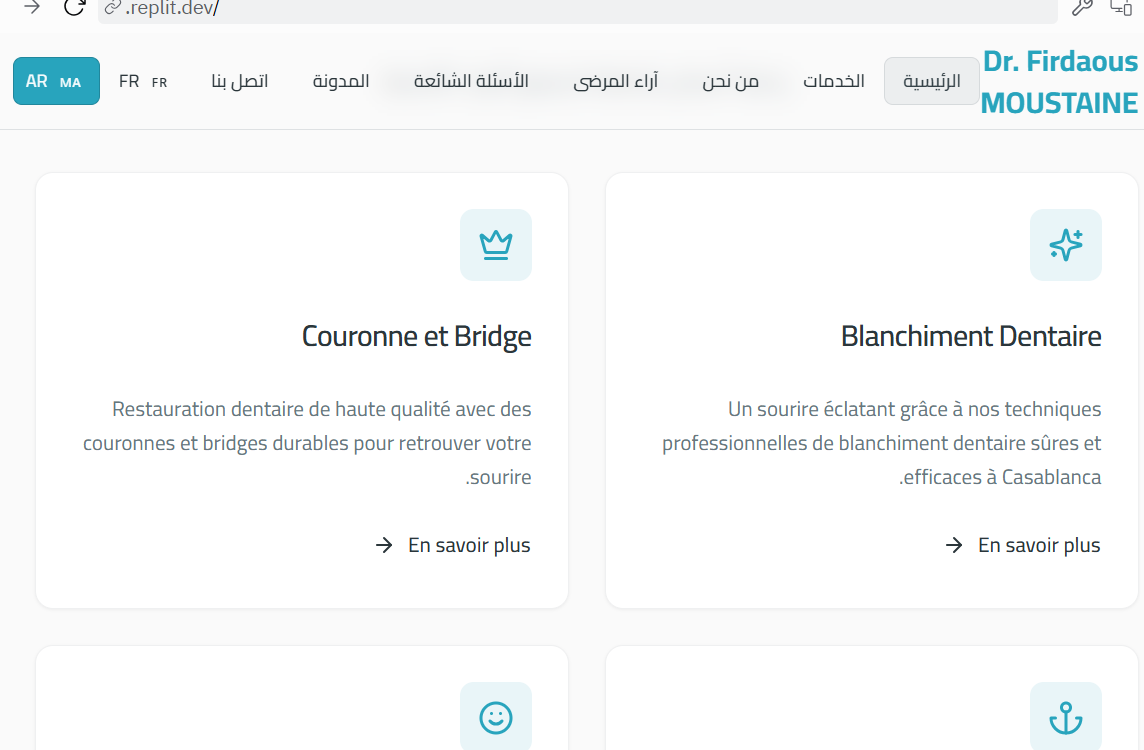 .replit.dev/
Dr. Firdaous
MOUSTAINE
الرئيسية
الخدمات
من نحن
آراء المرضى
الأسئلة الشائعة
المدونة
اتصل بنا
FR FR
AR MA
Blanchiment Dentaire
Un sourire éclatant grâce à nos techniques
professionnelles de blanchiment dentaire sûres et
.efficaces à Casablanca
En savoir plus
Couronne et Bridge
Restauration dentaire de haute qualité avec des
couronnes et bridges durables pour retrouver votre
.sourire
En savoir plus